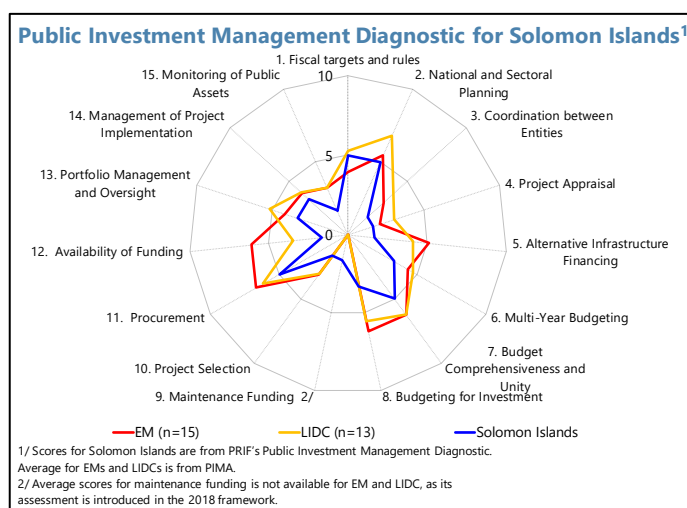 Public Investment Management Diagnostic for Solomon Islands¹
1. Fiscal targets and rules
2. National and Sectoral
Planning
3. Coordination between
Entities
4. Project Appraisal
5. Alternative Infrastructure
Financing
6. Multi-Year Budgeting
7. Budget
Comprehensiveness and
Unity
8. Budgeting for Investment
9. Maintenance Funding 2/
10. Project Selection
11. Procurement
12. Availability of Funding
13. Portfolio Management
and Oversight
14. Management of Project
Implementation
15. Monitoring of Public
Assets
10
5
0
EM (n=15)
LIDC (n=13)
Solomon Islands
1/ Scores for Solomon Islands are from PRIF's Public Investment Management Diagnostic.
Average for EMs and LIDCs is from PIMA.
2/ Average scores for maintenance funding is not available for EM and LIDC, as its
assessment is introduced in the 2018 framework.